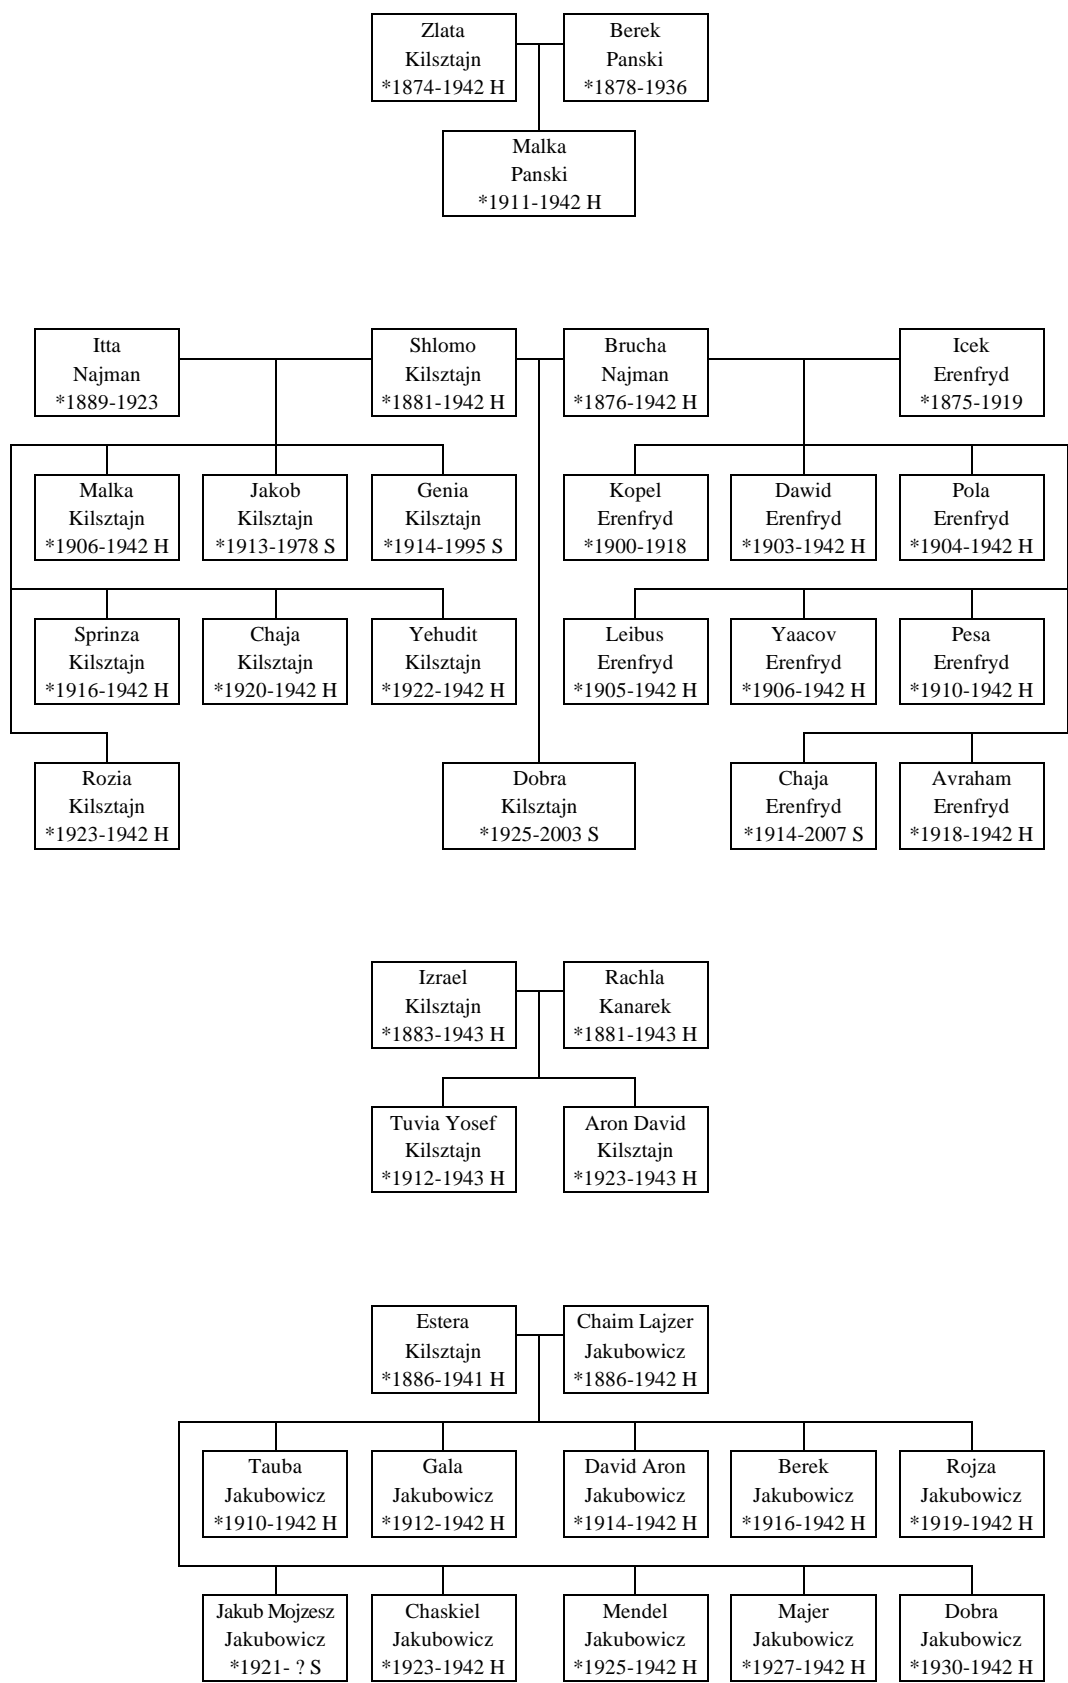 Zlata
Kilsztajn
*1874-1942 H
Berek
Panski
*1878-1936
Malka
Panski
*1911-1942 H
Itta
Najman
*1889-1923
Shlomo
Kilsztajn
*1881-1942 H
Brucha
Najman
*1876-1942 H
Icek
Erenfryd
*1875-1919
Malka
Kilsztajn
*1906-1942 H
Jakob
Kilsztajn
*1913-1978 S
Genia
Kilsztajn
*1914-1995 S
Kopel
Erenfryd
*1900-1918
Dawid
Erenfryd
*1903-1942 H
Pola
Erenfryd
*1904-1942 H
Sprinza
Kilsztajn
*1916-1942 H
Chaja
Kilsztajn
*1920-1942 H
Yehudit
Kilsztajn
*1922-1942 H
Leibus
Erenfryd
*1905-1942 H
Yaacov
Erenfryd
*1906-1942 H
Pesa
Erenfryd
*1910-1942 H
Rozia
Kilsztajn
*1923-1942 H
Dobra
Kilsztajn
*1925-2003 S
Chaja
Erenfryd
*1914-2007 S
Avraham
Erenfryd
*1918-1942 H
Izrael
Kilsztajn
*1883-1943 H
Rachla
Kanarek
*1881-1943 H
Tuvia Yosef
Kilsztajn
*1912-1943 H
Aron David
Kilsztajn
*1923-1943 H
Estera
Kilsztajn
*1886-1941 H
Chaim Lajzer
Jakubowicz
*1886-1942 H
Tauba
Jakubowicz
*1910-1942 H
Gala
Jakubowicz
*1912-1942 H
David Aron
Jakubowicz
*1914-1942 H
Berek
Jakubowicz
*1916-1942 H
Rojza
Jakubowicz
*1919-1942 H
Jakub Mojzesz
Jakubowicz
*1921- ? S
Chaskiel
Jakubowicz
*1923-1942 H
Mendel
Jakubowicz
*1925-1942 H
Majer
Jakubowicz
*1927-1942 H
Dobra
Jakubowicz
*1930-1942 H